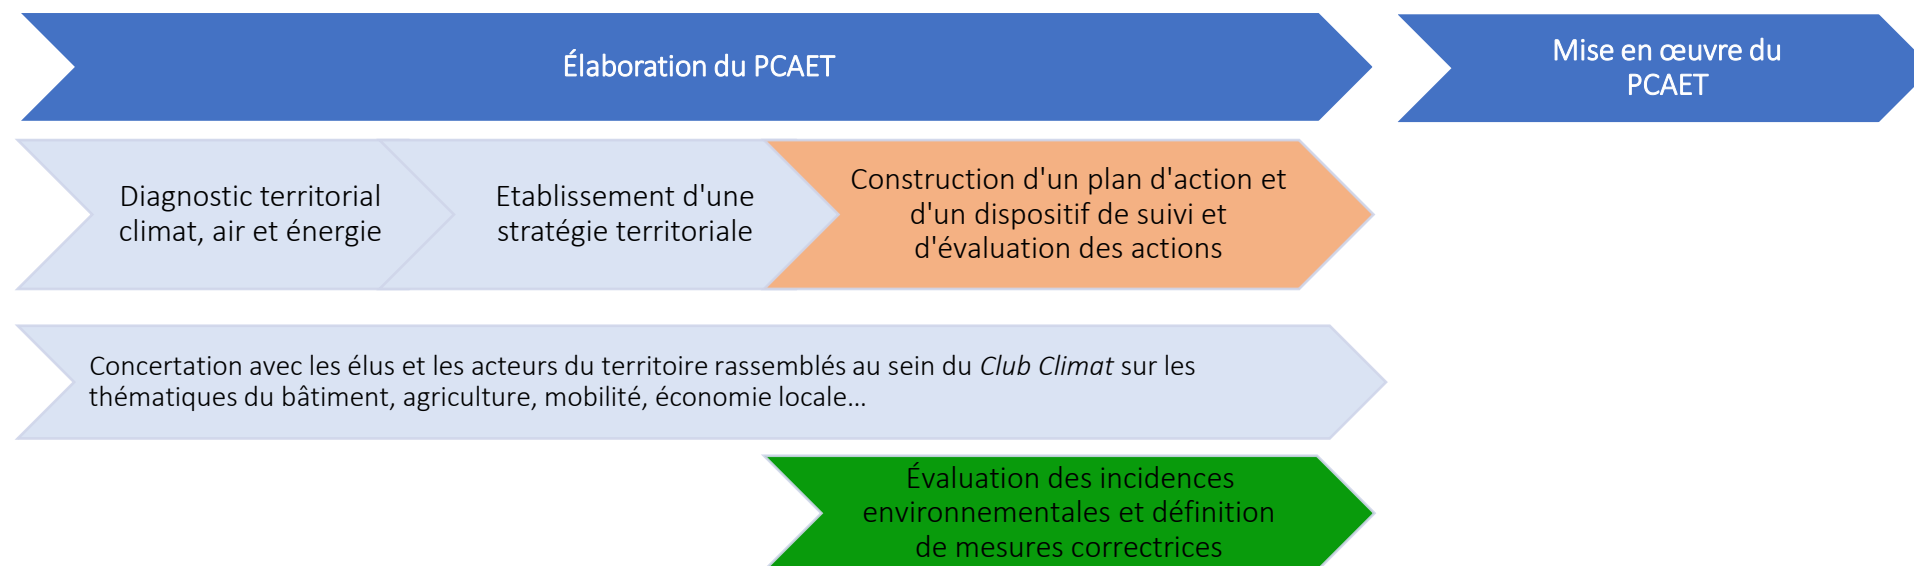 Élaboration du PCAET
Mise en œuvre du
PCAET
Diagnostic territorial
climat, air et énergie
Etablissement d'une
stratégie territoriale
Construction d'un plan d'action et
d'un dispositif de suivi et
d'évaluation des actions
Concertation avec les élus et les acteurs du territoire rassemblés au sein du Club Climat sur les
thématiques du bâtiment, agriculture, mobilité, économie locale…
Évaluation des incidences
environnementales et définition
de mesures correctrices